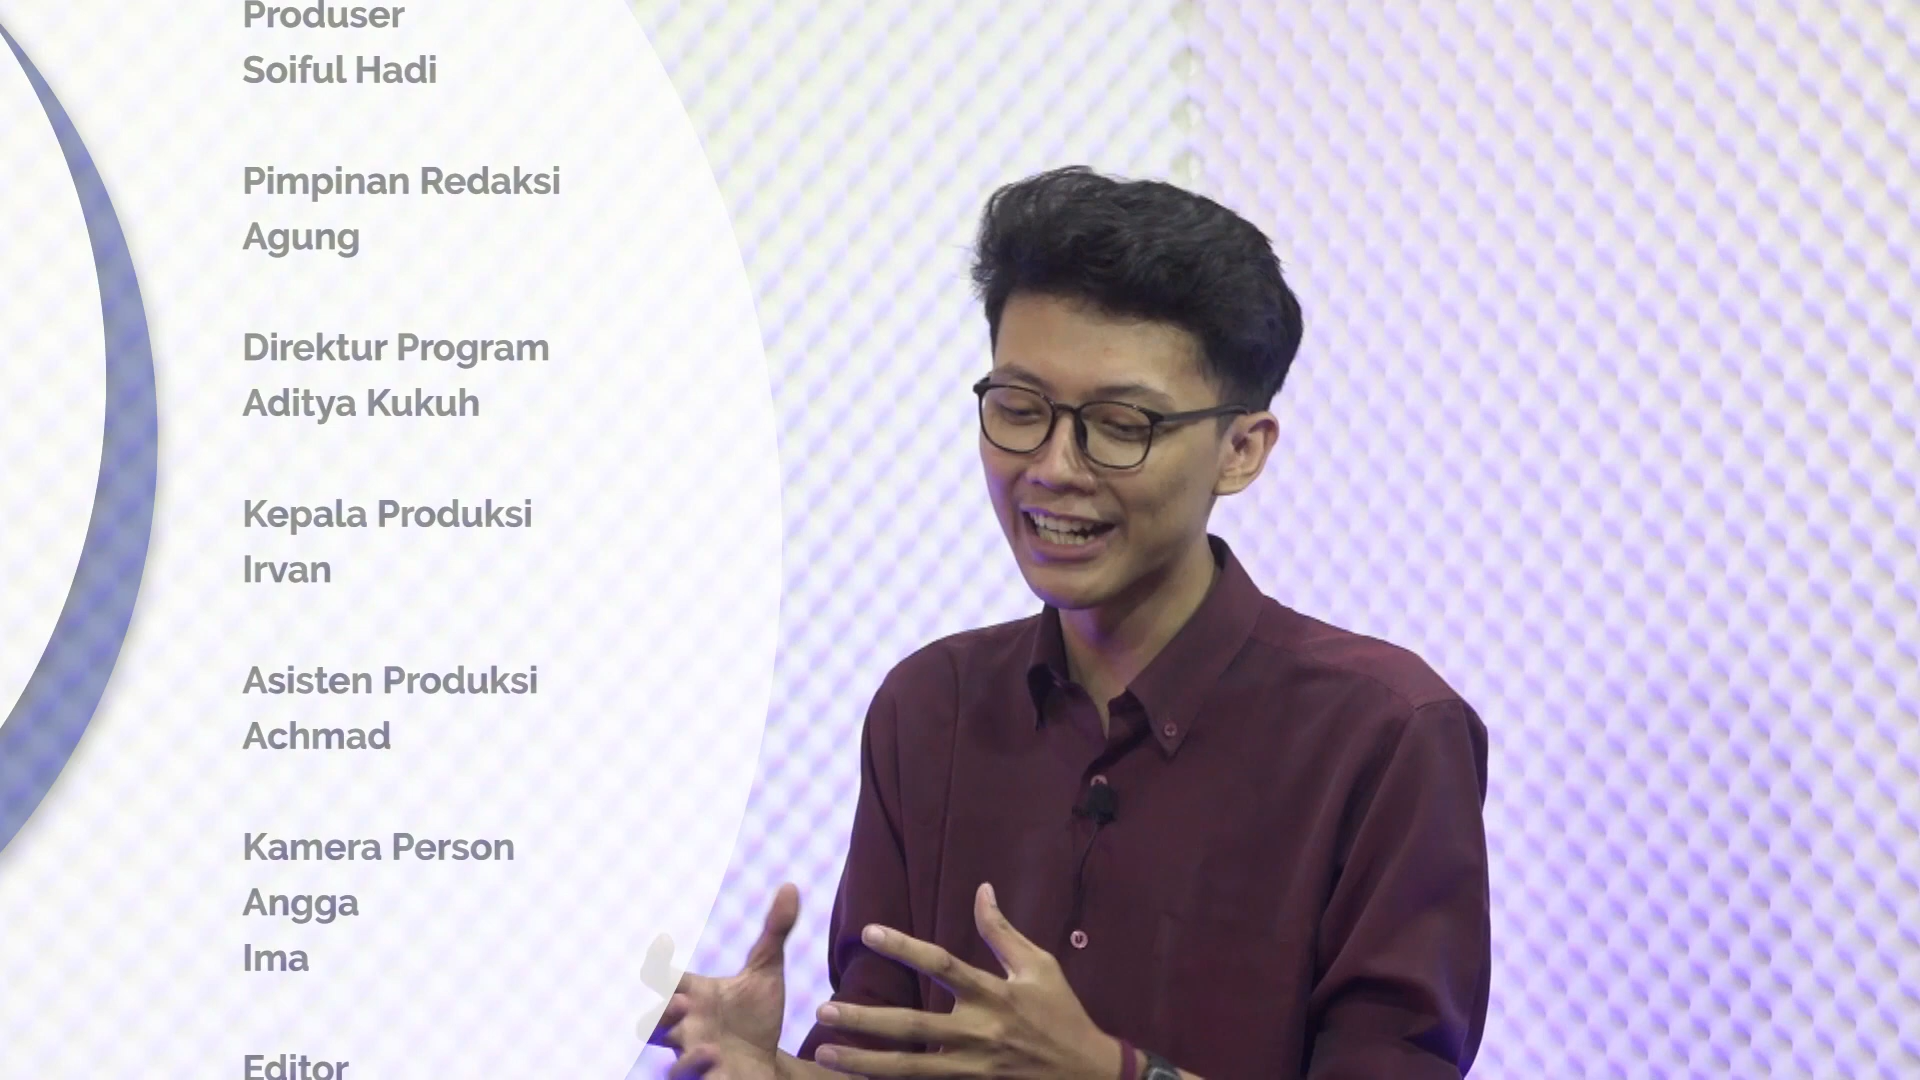 Produser
Soiful Hadi
Pimpinan Redaksi
Agung
Direktur Program
Aditya Kukuh
Kepala Produksi
Irvan
Asisten Produksi
Achmad
Kamera Person
Angga
Ima
Editor